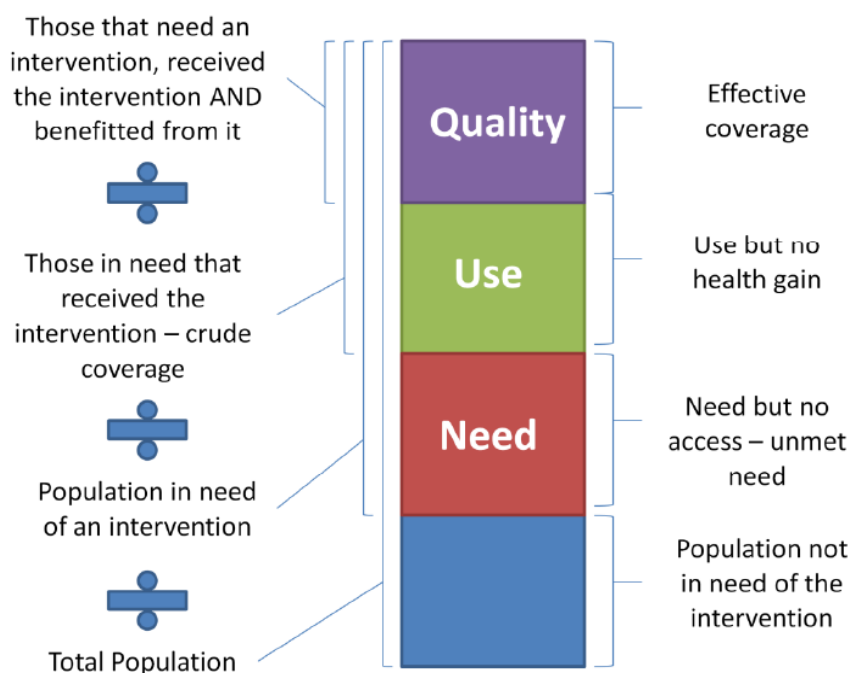 Those that need an
intervention, received
the intervention AND
benefitted from it
Those in need that
received the
intervention – crude
coverage
Population in need
of an intervention
Total Population
Quality
Use
Need
Effective
coverage
Use but no
health gain
Need but no
access – unmet
need
Population not
in need of the
intervention